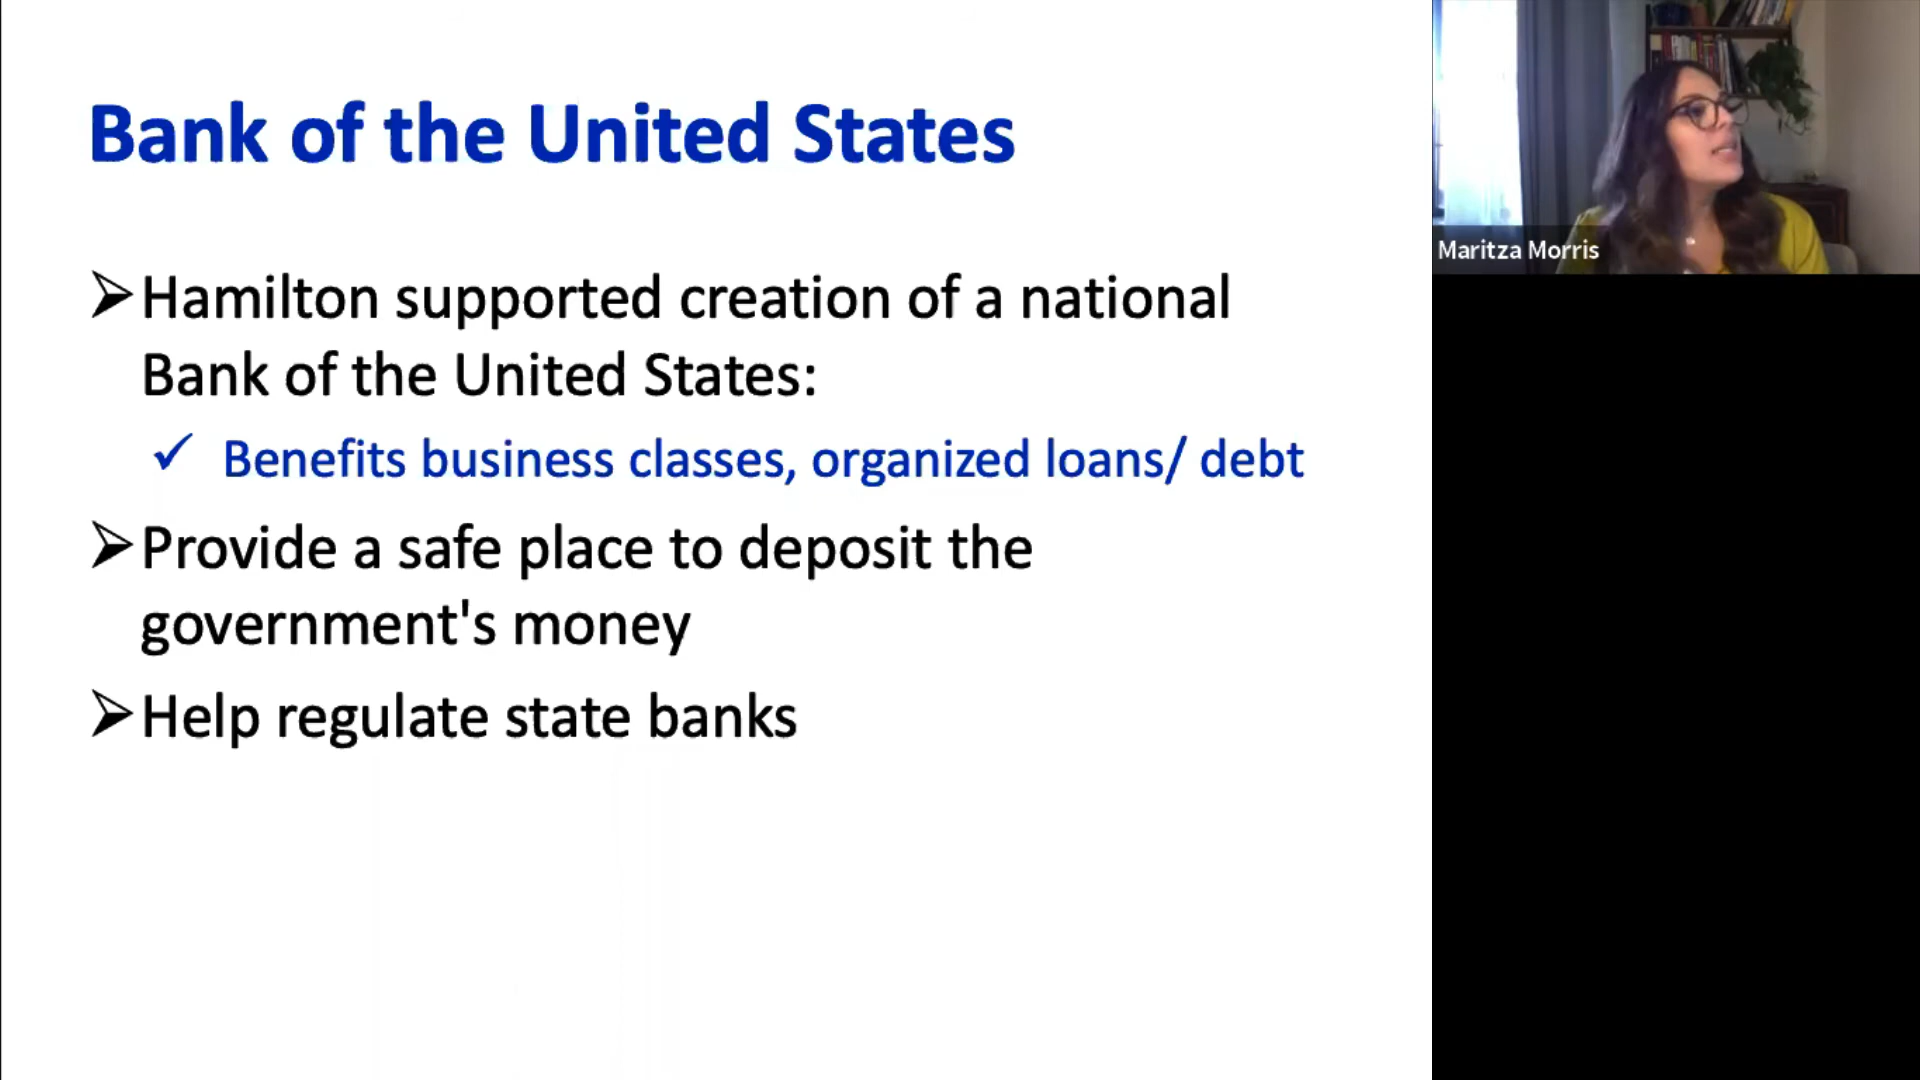 Bank of the United States
➢Hamilton supported creation of a national
Bank of the United States:
✓ Benefits business classes, organized loans/ debt
➢Provide a safe place to deposit the
government's money
➢Help regulate state banks
Maritza Morris